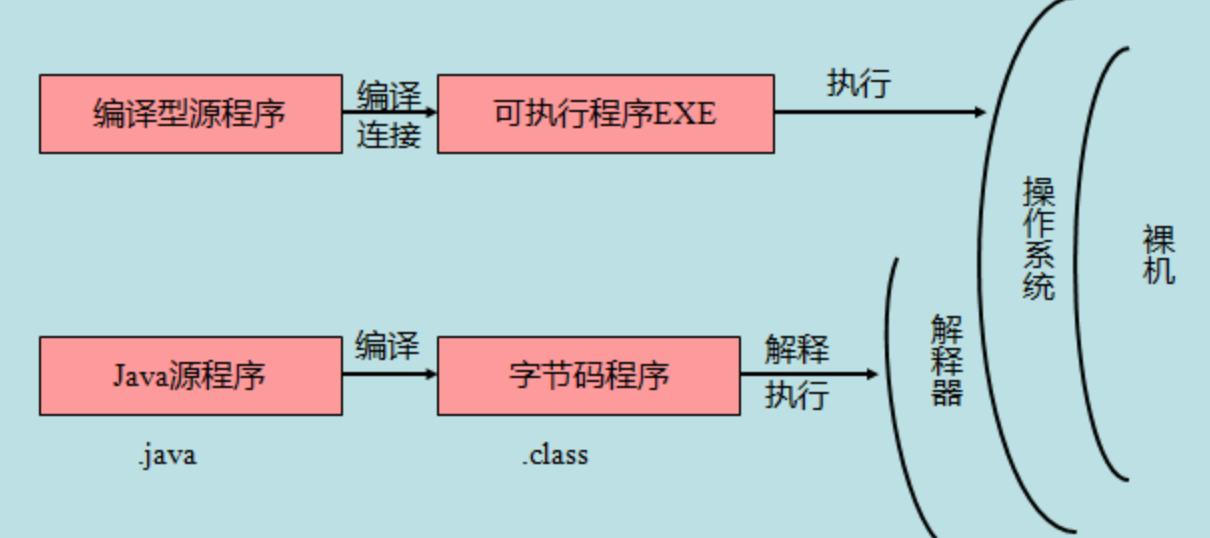 编译型源程序
编译
连接
可执行程序EXE
执行
操作系统
裸机
Java源程序
编译
字节码程序
解释
执行
解释器
.java
.class